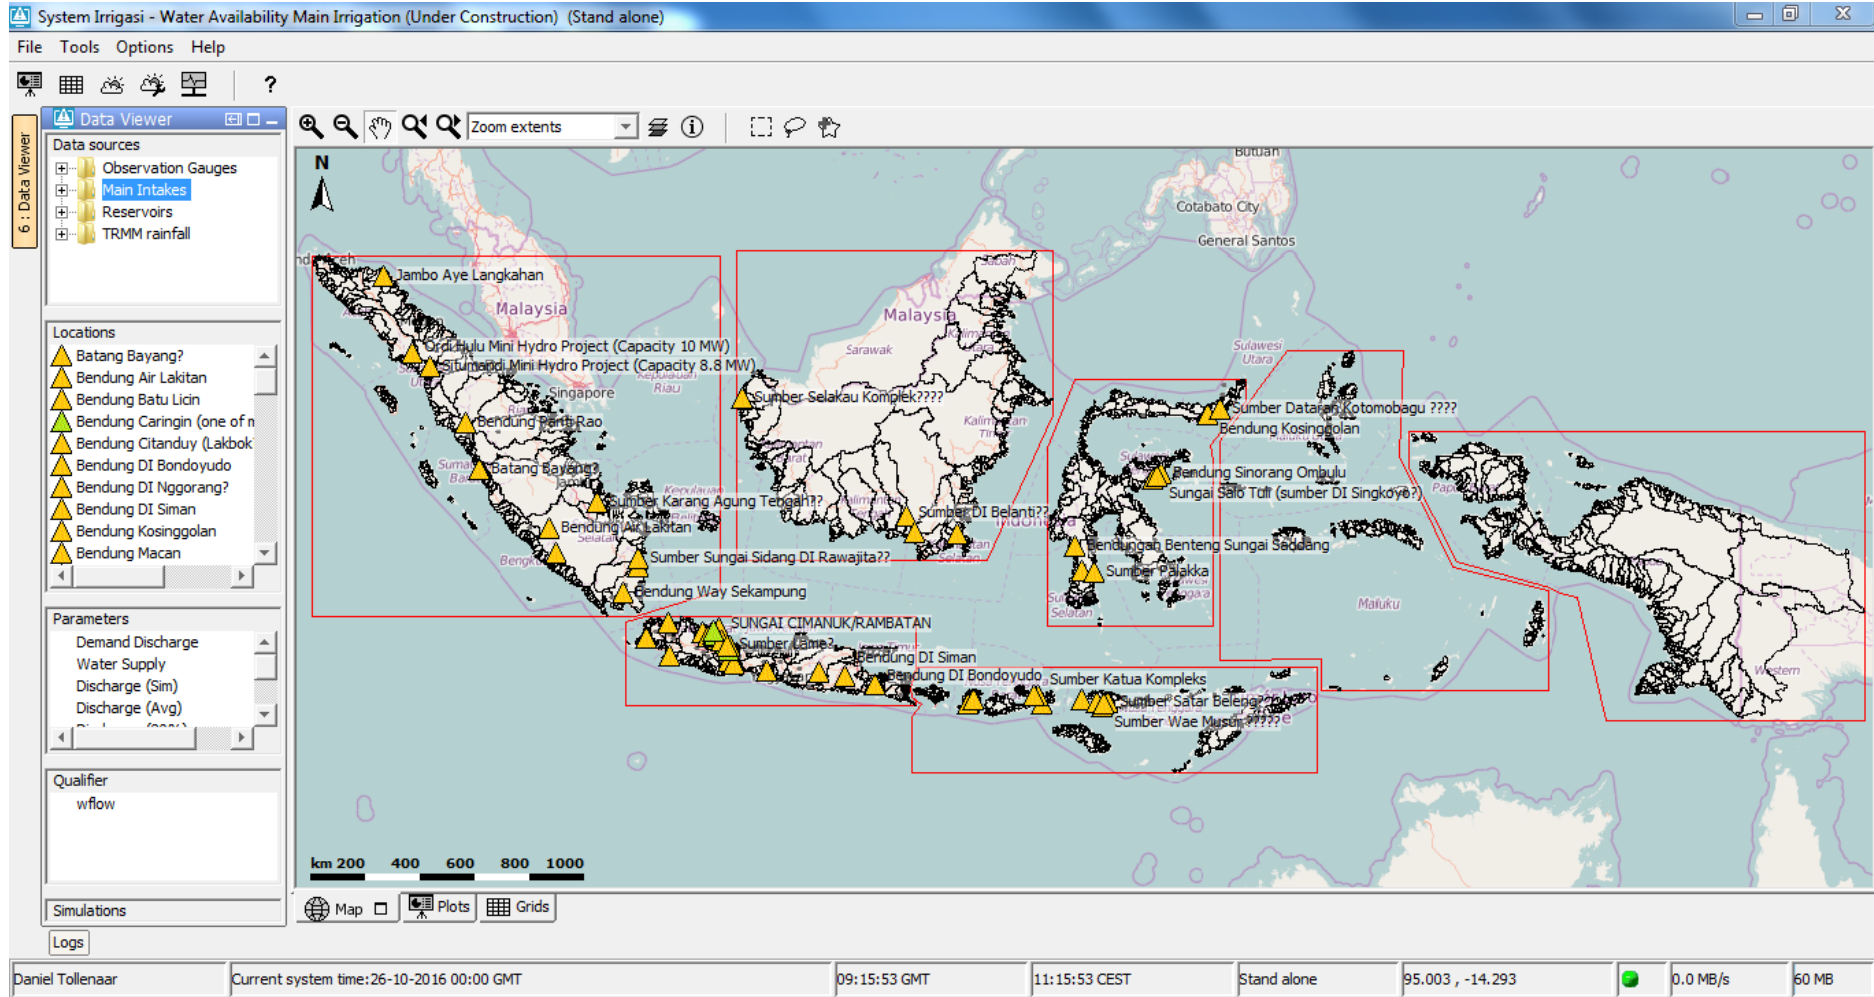 System Irrigasi - Water Availability Main Irrigation (Under Construction) (Stand alone)
File Tools Options Help
?
6 : Data Viewer
Data Viewer
Zoom extents
Data sources
Observation Gauges
Main Intakes
Reservoirs
TRMM rainfall
Locations
Batang Bayang?
Bendung Air Lakitan
Bendung Batu Licin
Bendung Caringin (one of m
Bendung Citanduy (Lakbok
Bendung DI Bondoyudo
Bendung DI Nggorang?
Bendung DI Siman
Bendung Kosinggolan
Bendung Macan
Parameters
Demand Discharge
Water Supply
Discharge (Sim)
Discharge (Avg)
Qualifier
wflow
Simulations
Logs
N
Butuan
Cotabato City
General Santos
Jambo Aye Langkahan
Malaysia
Malaysia
Sabah
Sarawak
Sulawesi
Utara
Ordi Hulu Mini Hydro Project (Capacity 10 MW)
Situmandi Mini Hydro Project (Capacity 8.8 MW)
Kepulauan
Riau
Singapore
Sumber Selakau Komplek????
Sumber Dataran Kotomobagu ????
Bendung Kosinggolan
Bendung Panti Rao
Batang Bayang?
Bendung Sinorang Ombulu
Sungai Salo Tuli (sumber DI Singkoyo?)
Sumber Karang Agung Tengah??
Sumber DI Belanti??
Bendung Air Lakitan
Bendungan Benteng Sungai Saddang
Sumber Sungai Sidang DI Rawajita??
Sumber Palakka
Bendung Way Sekampung
Maluku
SUNGAI CIMANUK/RAMBATAN
Sumber Lame?
Bendung DI Siman
Bendung DI Bondoyudo
Sumber Katua Kompleks
Sumber Satar Beleng?
Sumber Wae Musur ?????
Western
km 200 400 600 800 1000
Map Plots Grids
Daniel Tollenaar
Current system time:26-10-2016 00:00 GMT
09:15:53 GMT
11:15:53 CEST
Stand alone
95.003 , -14.293
0.0 MB/s
60 MB